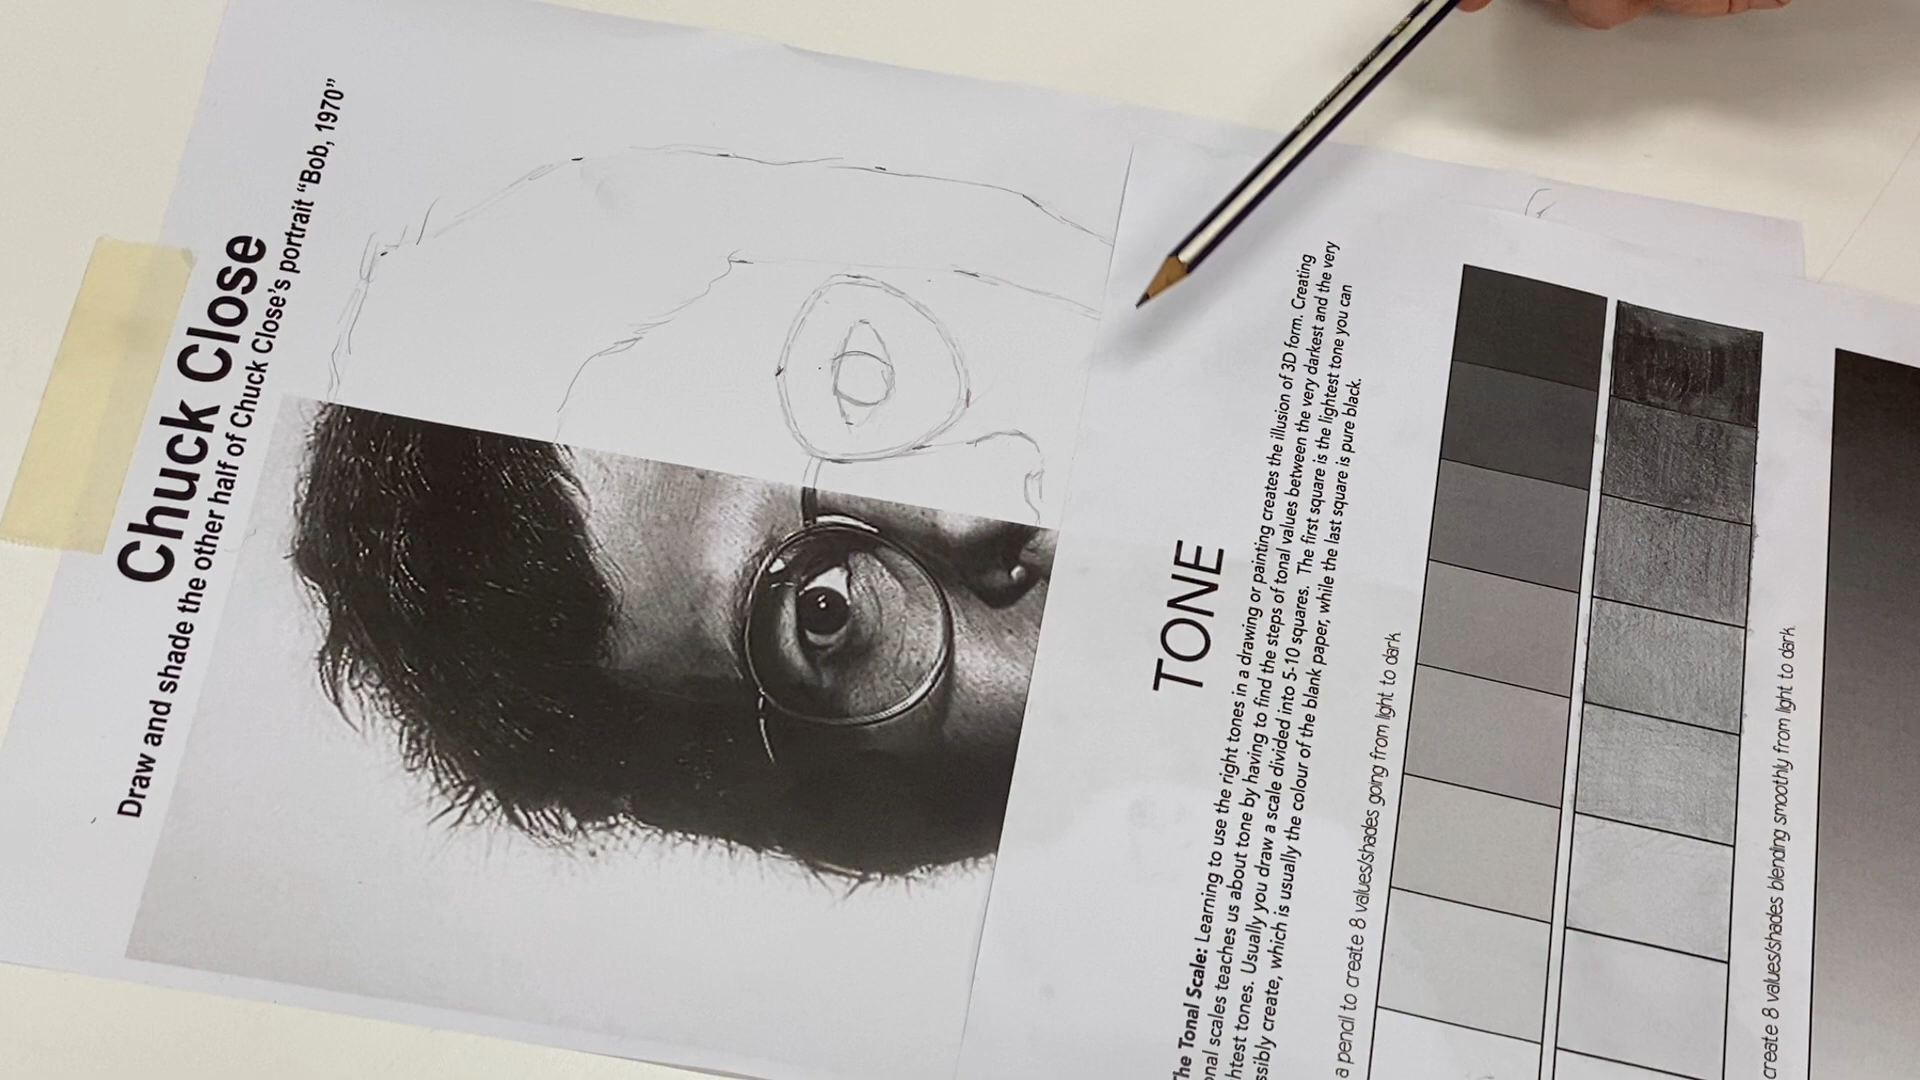 Chuck Close
Draw and shade the other half of Chuck Close's portrait “Bob, 1970”
TONE
The Tonal Scale: Learning to use the right tones in a drawing or painting creates the illusion of 3D form. Creating
scales teaches us about tone by having to find the steps of tonal values between the very darkest and the very
tones. Usually you draw a scale divided into 5-10 squares. The first square is the lightest tone you can
create, which is usually the colour of the blank paper, while the last square is pure black.
a pencil to create 8 values/shades going from light to dark
create 8 values/shades blending smoothly from light to dark